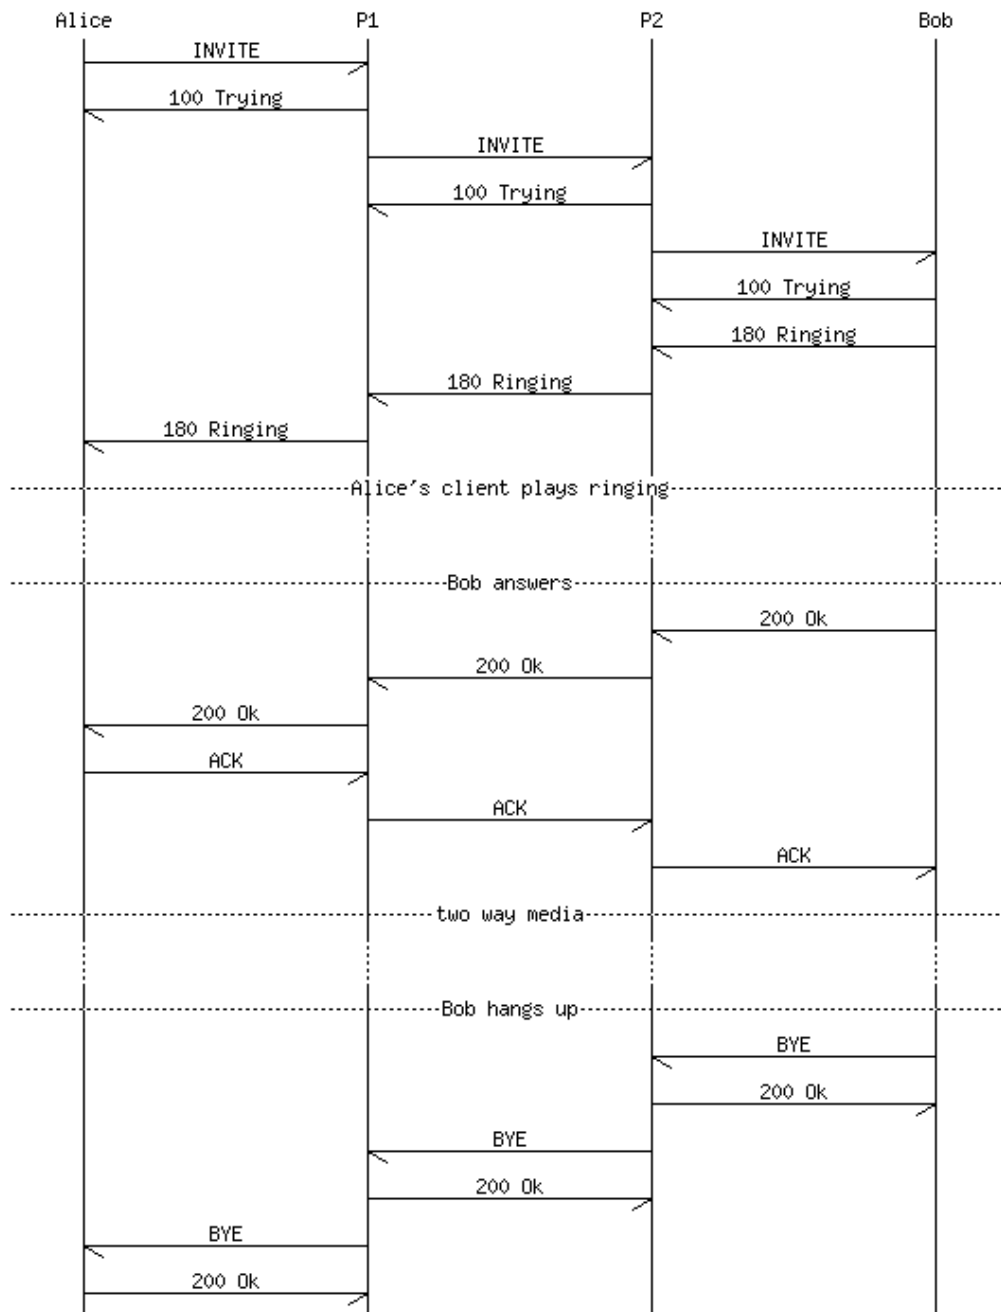 Alice P1 P2 Bob
INVITE
100 Trying
INVITE
100 Trying
INVITE
100 Trying
180 Ringing
180 Ringing
180 Ringing
Alice's client plays ringing
Bob answers
200 Ok
200 Ok
200 Ok
ACK
ACK
ACK
two way media
Bob hangs up
BYE
200 Ok
BYE
200 Ok
BYE
200 Ok